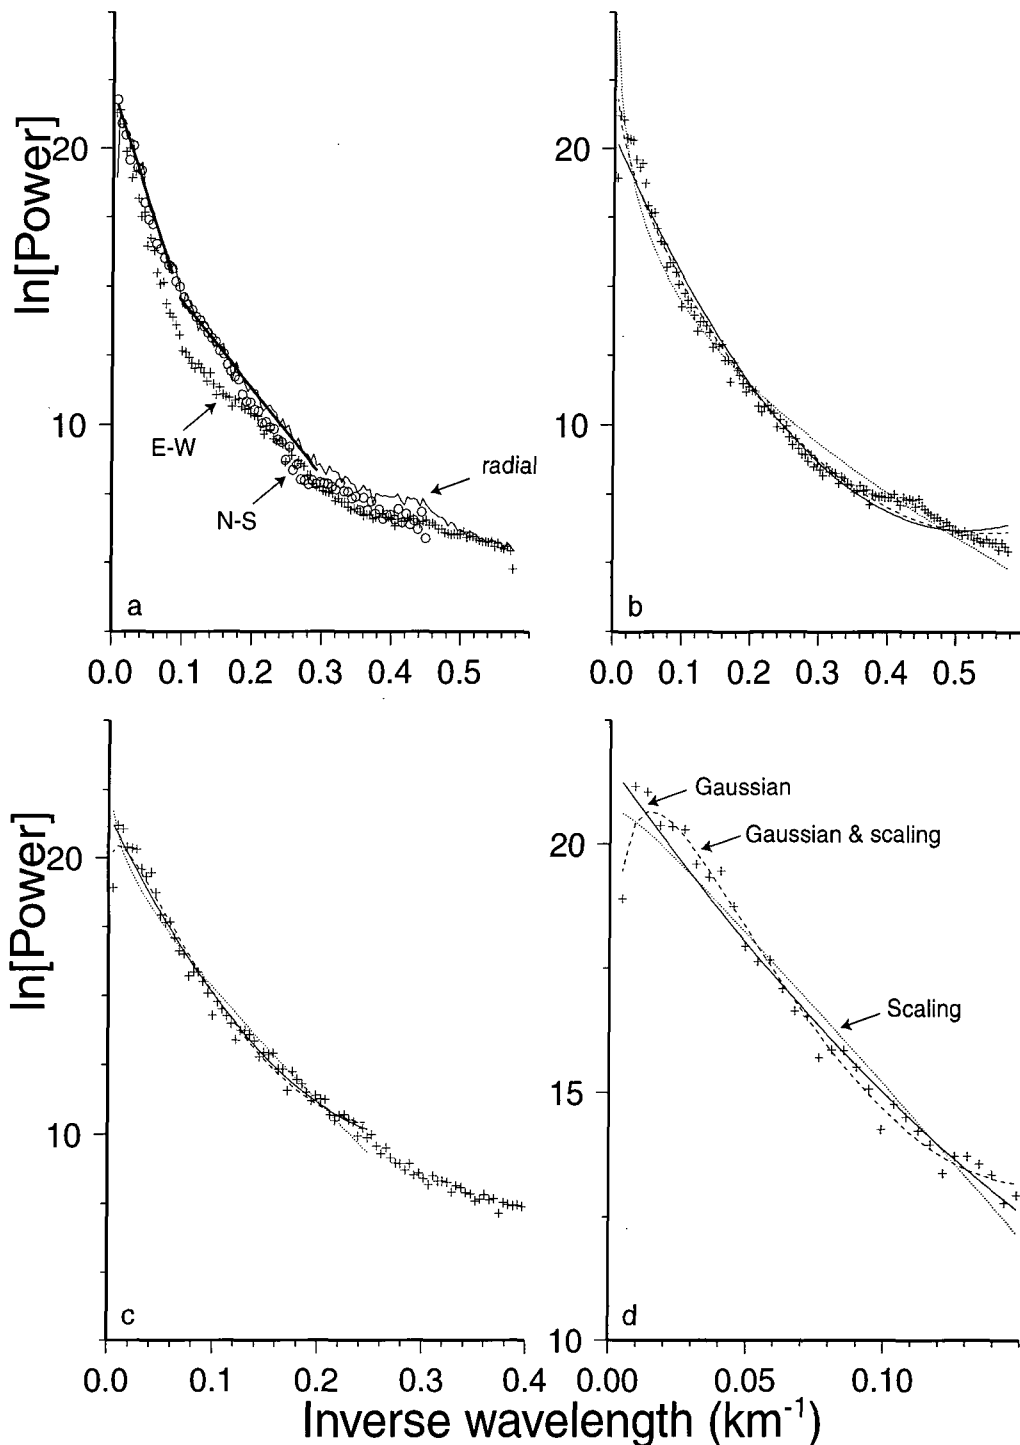 ln[Power]
20
10
E-W
N-S
radial
a
0.0 0.1 0.2 0.3 0.4 0.5
20
10
b
0.0 0.1 0.2 0.3 0.4 0.5
ln[Power]
20
10
c
0.0 0.1 0.2 0.3 0.4
20
15
10
Gaussian
Gaussian & scaling
Scaling
d
0.00 0.05 0.10
Inverse wavelength (km⁻¹)